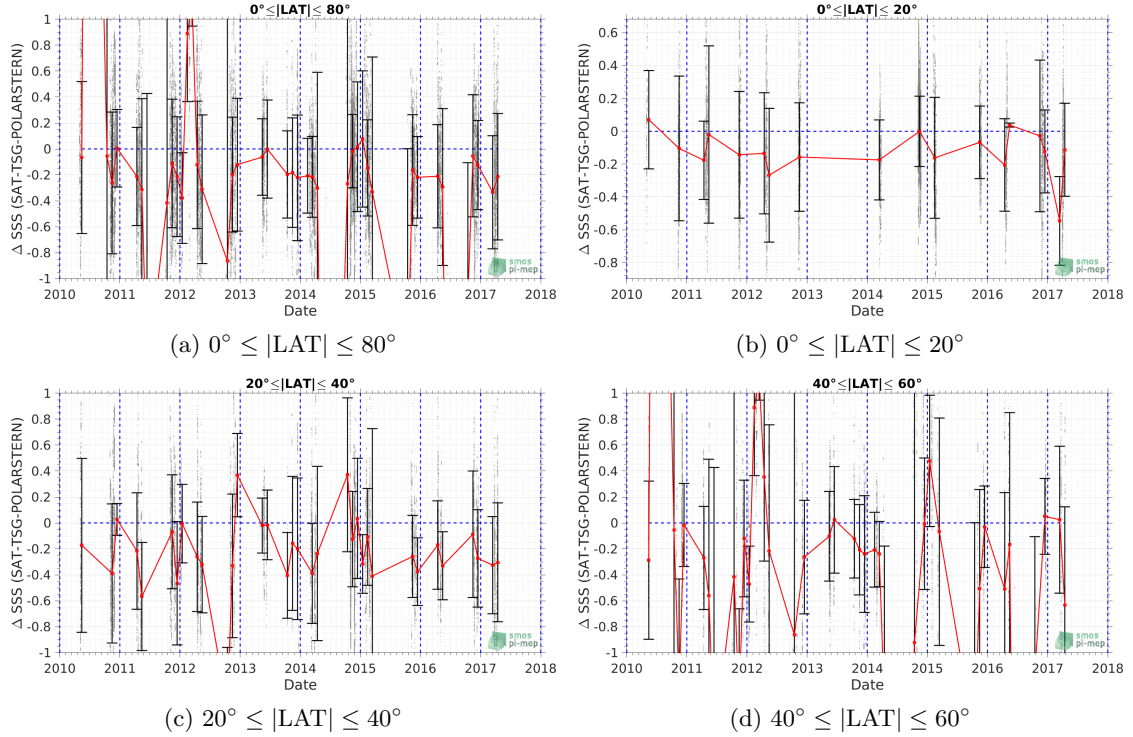 0°≤|LAT|≤ 80°
Δ SSS (SAT-TSG-POLARSTERN)
1
0.8
0.6
0.4
0.2
0
-0.2
-0.4
-0.6
-0.8
-1
2010 2011 2012 2013 2014 2015 2016 2017 2018
Date
smos
pi-mep
(a) 0° ≤ |LAT| ≤ 80°
0°≤|LAT|≤ 20°
Δ SSS (SAT-TSG-POLARSTERN)
0.6
0.4
0.2
0
-0.2
-0.4
-0.6
-0.8
2010 2011 2012 2013 2014 2015 2016 2017 2018
Date
smos
pi-mep
(b) 0° ≤ |LAT| ≤ 20°
20°≤|LAT|≤ 40°
Δ SSS (SAT-TSG-POLARSTERN)
1
0.8
0.6
0.4
0.2
0
-0.2
-0.4
-0.6
-0.8
-1
2010 2011 2012 2013 2014 2015 2016 2017 2018
Date
smos
pi-mep
(c) 20° ≤ |LAT| ≤ 40°
40°≤|LAT|≤ 60°
Δ SSS (SAT-TSG-POLARSTERN)
1
0.8
0.6
0.4
0.2
0
-0.2
-0.4
-0.6
-0.8
-1
2010 2011 2012 2013 2014 2015 2016 2017 2018
Date
smos
pi-mep
(d) 40° ≤ |LAT| ≤ 60°